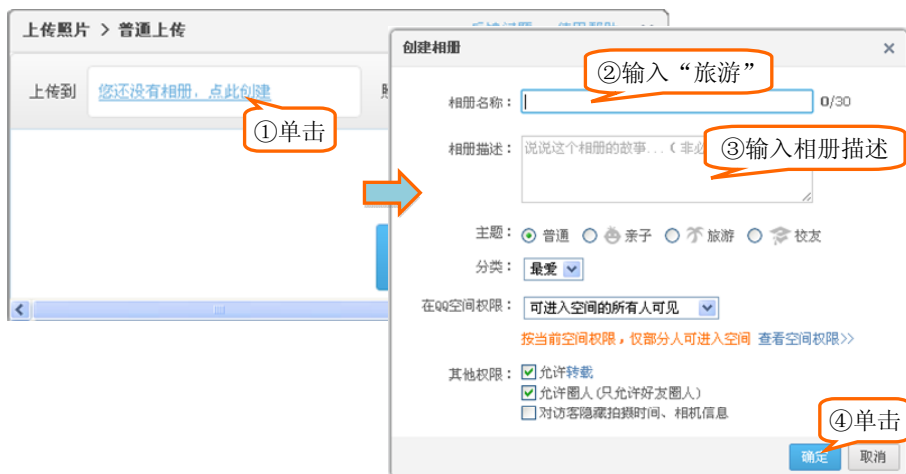 上传照片 > 普通上传
上传到 您还没有相册，点此创建
①单击
创建相册
②输入“旅游”
相册名称： 0/30
相册描述： 说说这个相册的故事...（非必
③输入相册描述
主题： 普通 亲子 旅游 校友
分类： 最爱
在QQ空间权限： 可进入空间的所有人可见
按当前空间权限，仅部分人可进入空间 查看空间权限>>
其他权限： 允许转载
允许圈人(只允许好友圈人)
对访客隐藏拍摄时间、相机信息
④单击
确定 取消